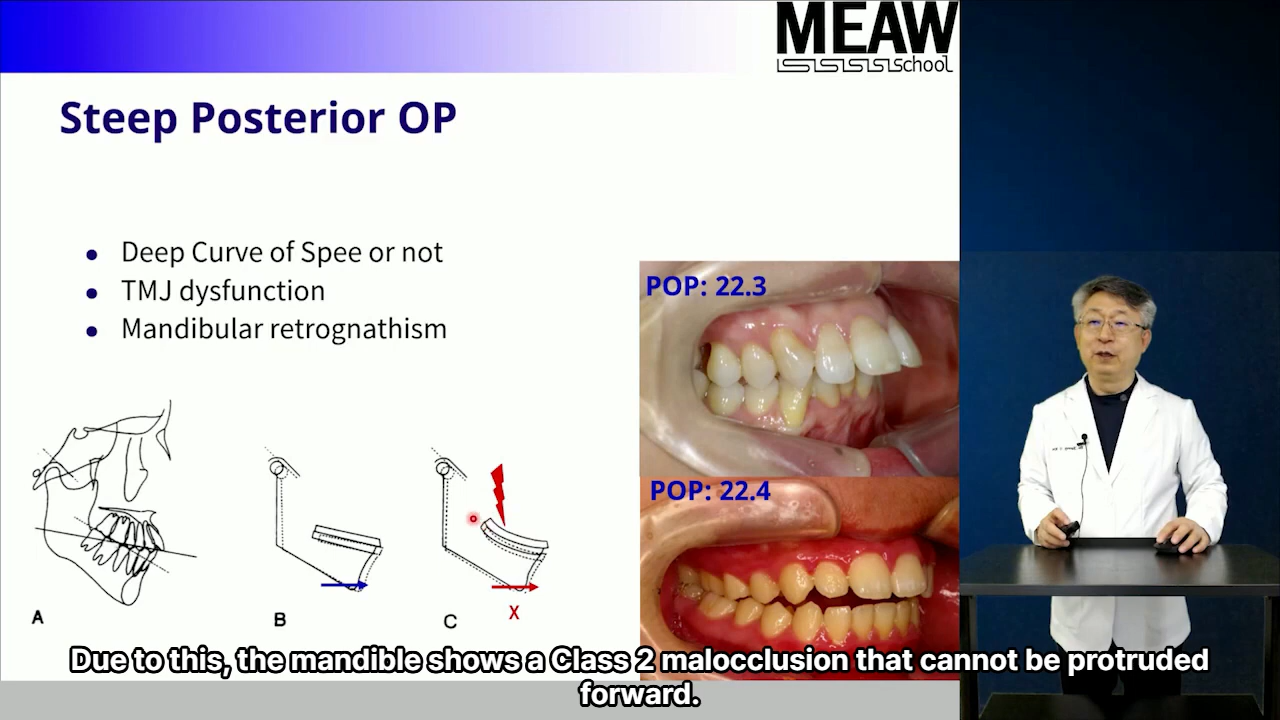 MEAW
school
Steep Posterior OP
Deep Curve of Spee or not
TMJ dysfunction
Mandibular retrognathism
POP: 22.3
POP: 22.4
X
A
B
C
Due to this, the mandible shows a Class 2 malocclusion that cannot be protruded
forward.